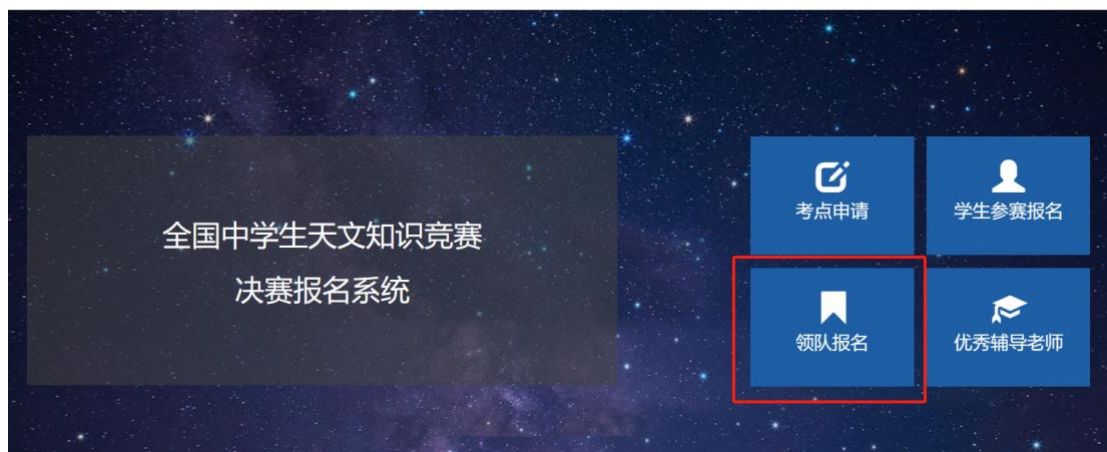 全国中学生天文知识竞赛
决赛报名系统
考点申请
学生参赛报名
领队报名
优秀辅导老师